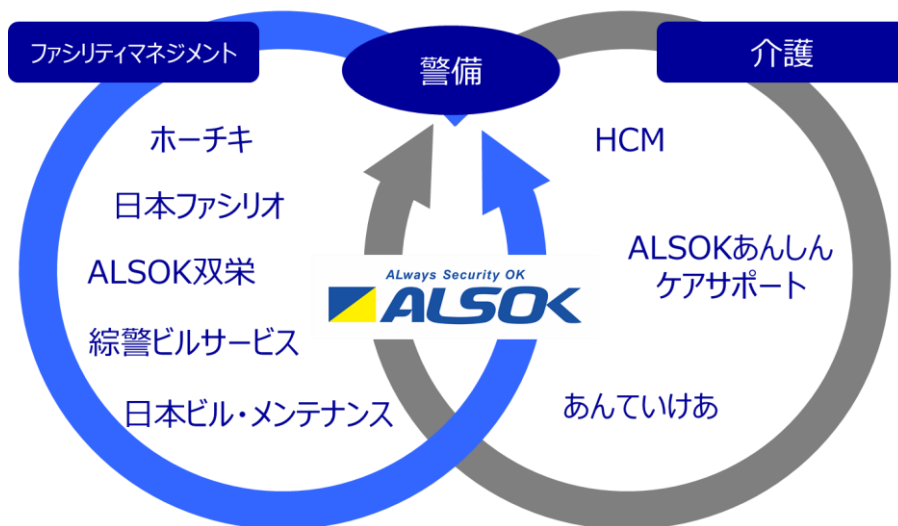 ファシリティマネジメント
警備
介護
ホーチキ
日本ファシリオ
ALSOK双栄
綜警ビルサービス
日本ビル・メンテナンス
ALways Security OK
ALSOK
HCM
ALSOKあんしん
ケアサポート
あんていけあ